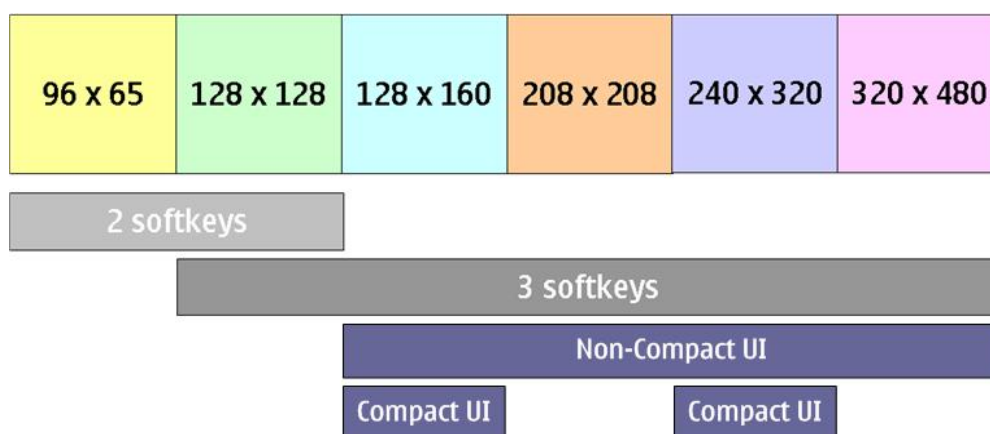 96 x 65 128 x 128 128 x 160 208 x 208 240 x 320 320 x 480
2 softkeys
3 softkeys
Non-Compact UI
Compact UI Compact UI